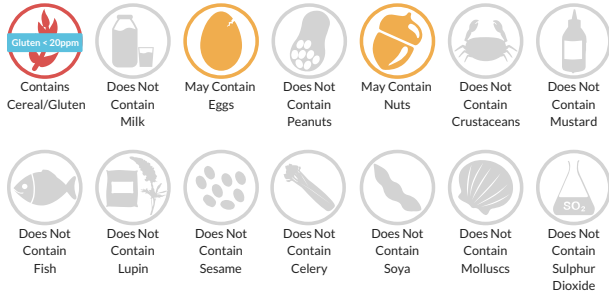 Gluten < 20ppm
Contains
Cereal/Gluten
Does Not
Contain
Milk
May Contain
Eggs
Does Not
Contain
Peanuts
May Contain
Nuts
Does Not
Contain
Crustaceans
Does Not
Contain
Mustard
Does Not
Contain
Fish
Does Not
Contain
Lupin
Does Not
Contain
Sesame
Does Not
Contain
Celery
Does Not
Contain
Soya
Does Not
Contain
Molluscs
SO₂
Does Not
Contain
Sulphur
Dioxide